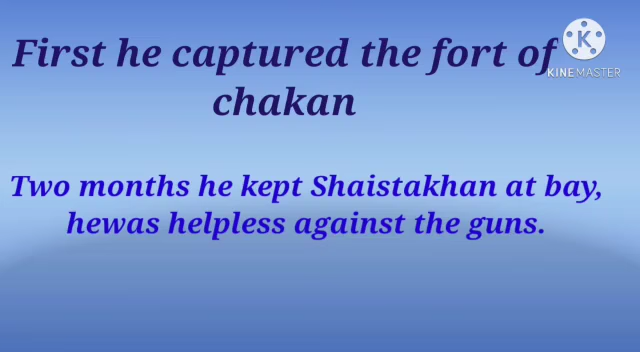 First he captured the fort of
chakan
KINEMASTER
Two months he kept Shaistakhan at bay,
hewas helpless against the guns.